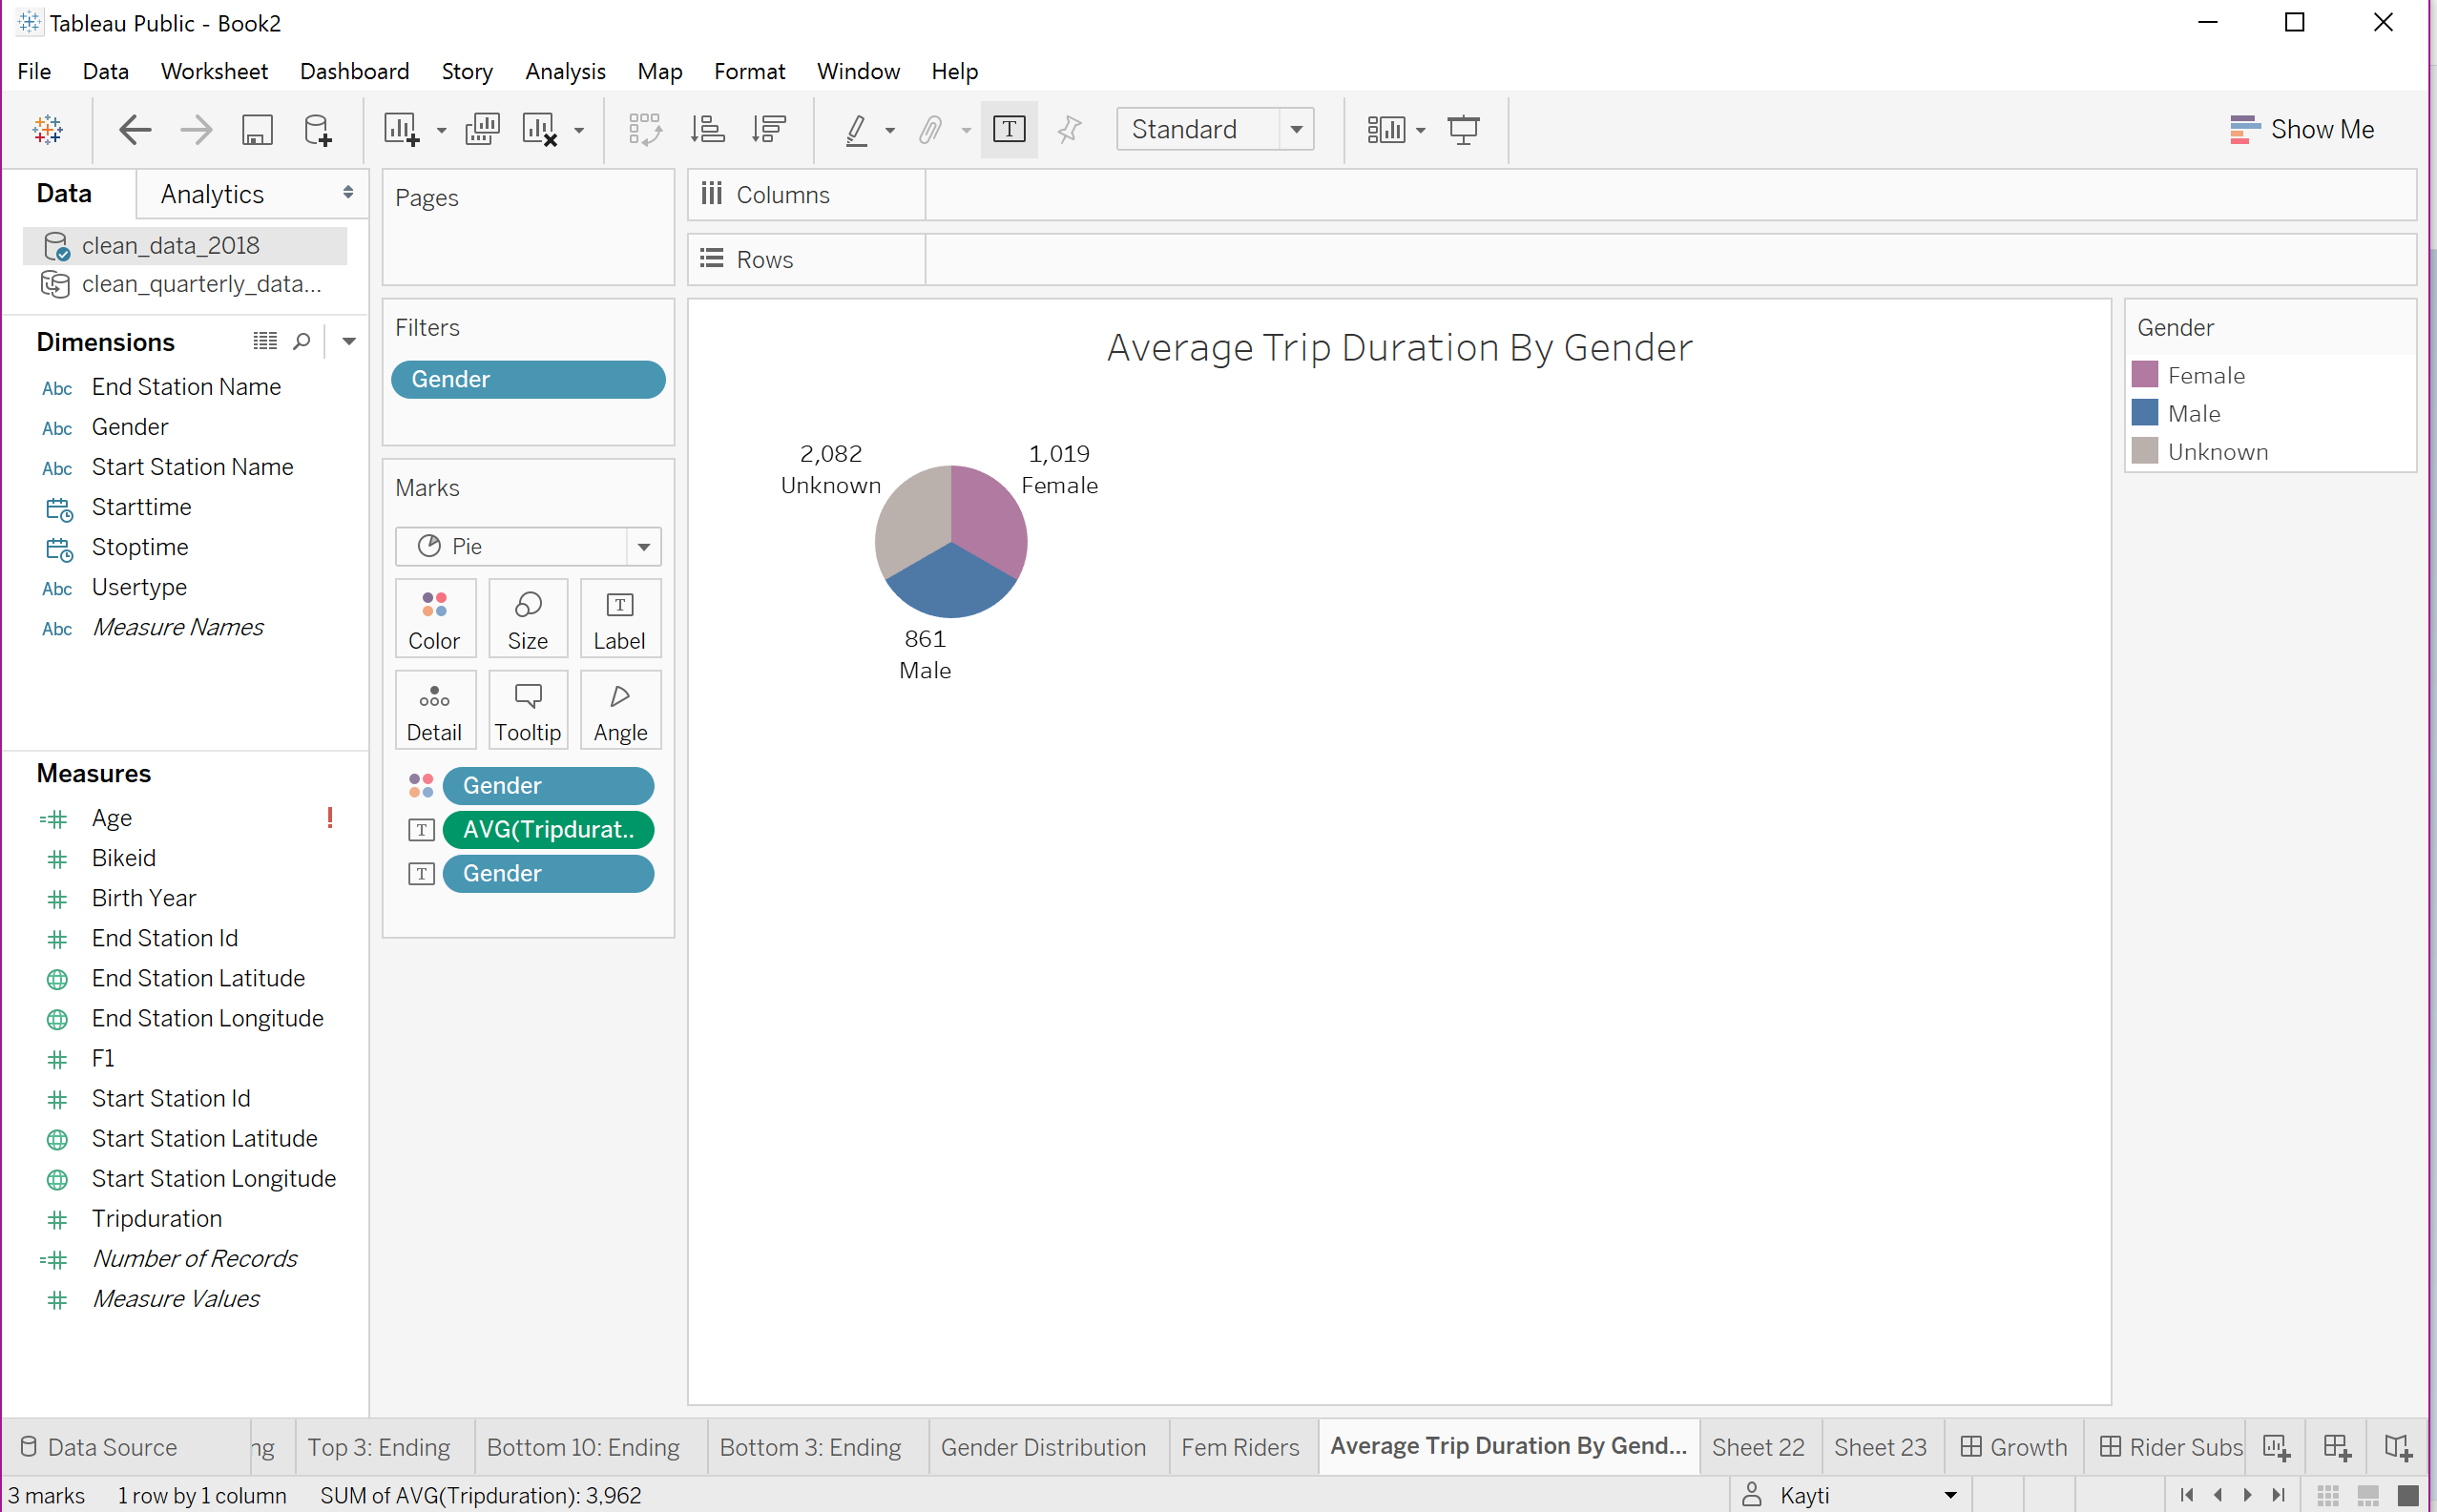 Tableau Public - Book2
File Data Worksheet Dashboard Story Analysis Map Format Window Help
Standard
Show Me
Data
Analytics
clean_data_2018
clean_quarterly_data...
Dimensions
Abc End Station Name
Abc Gender
Abc Start Station Name
Starttime
Stoptime
Abc Usertype
Abc Measure Names
Measures
Age !
Bikeid
Birth Year
End Station Id
End Station Latitude
End Station Longitude
F1
Start Station Id
Start Station Latitude
Start Station Longitude
Tripduration
Number of Records
Measure Values
Pages
Filters
Gender
Marks
Pie
Color Size Label
Detail Tooltip Angle
Gender
AVG(Tripdurat..
Gender
Columns
Rows
Average Trip Duration By Gender
2,082
Unknown
1,019
Female
861
Male
Gender
Female
Male
Unknown
Data Source ng Top 3: Ending Bottom 10: Ending Bottom 3: Ending Gender Distribution Fem Riders Average Trip Duration By Gend... Sheet 22 Sheet 23 Growth Rider Subs
3 marks 1 row by 1 column SUM of AVG(Tripduration): 3,962 Kayti